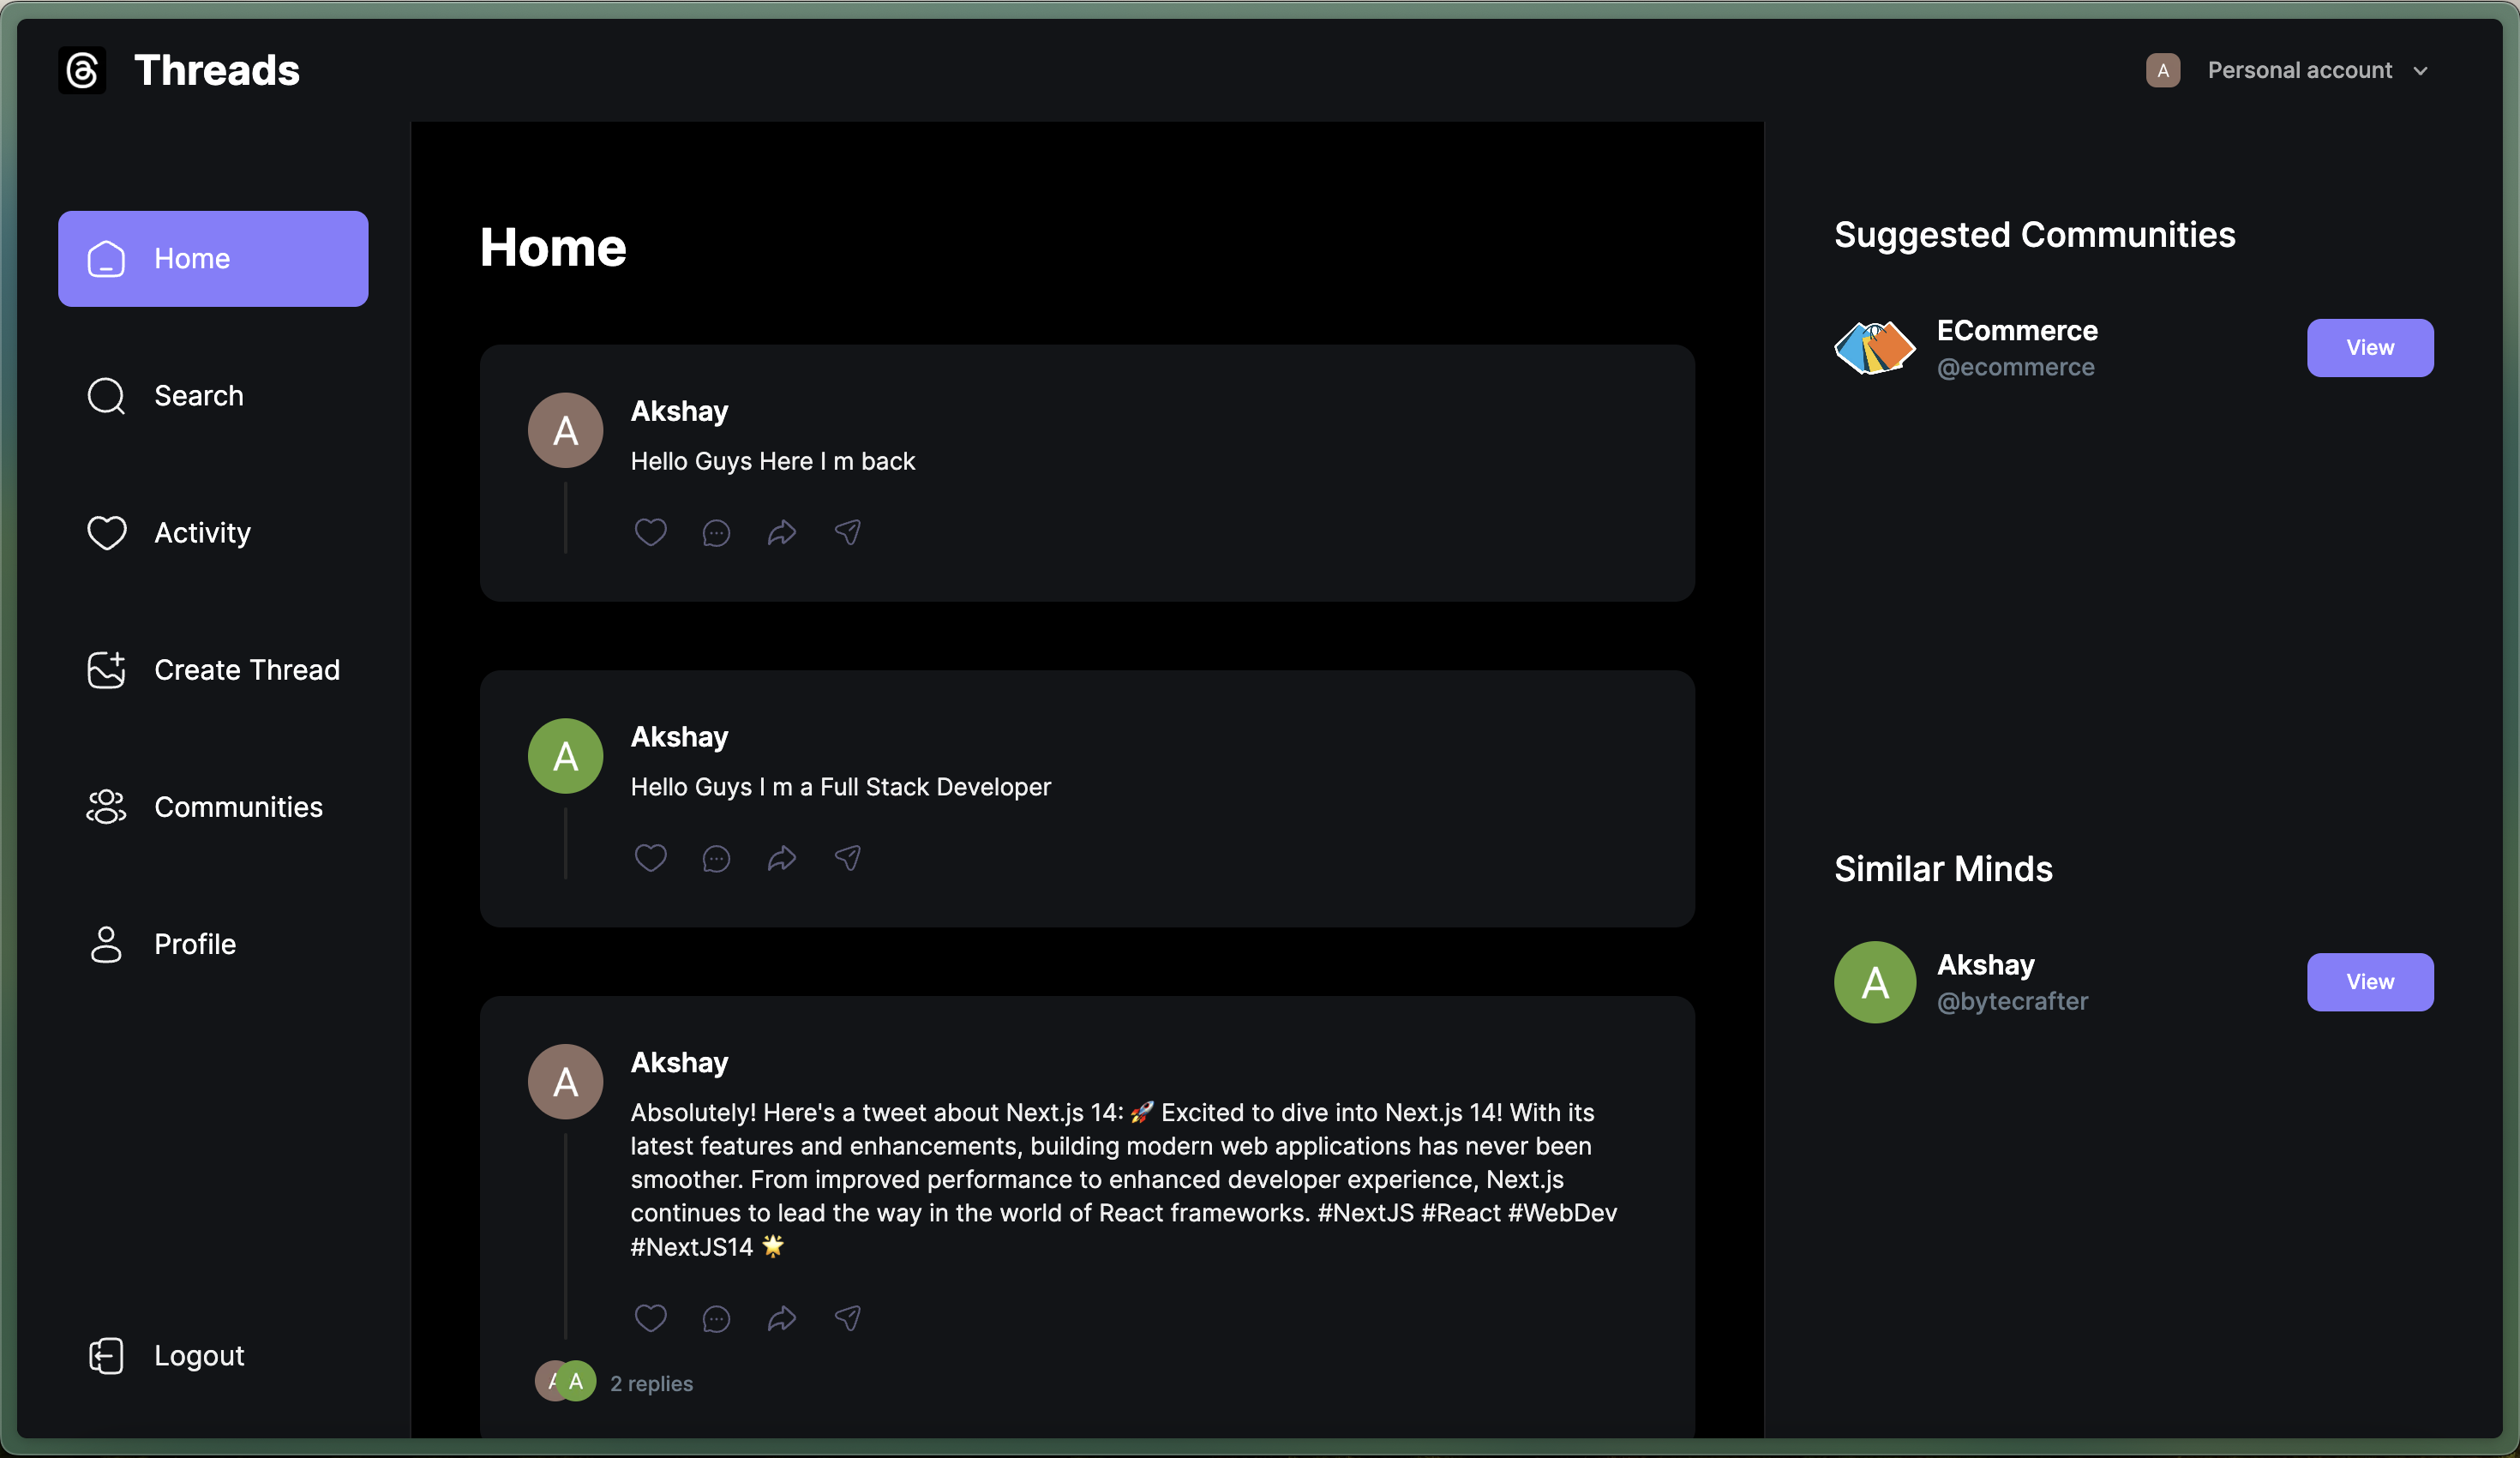 Threads
A Personal account
Home
Search
Activity
Create Thread
Communities
Profile
Logout
Home
A
Akshay
Hello Guys Here I m back
A
Akshay
Hello Guys I m a Full Stack Developer
A
Akshay
Absolutely! Here's a tweet about Next.js 14: 🚀 Excited to dive into Next.js 14! With its
latest features and enhancements, building modern web applications has never been
smoother. From improved performance to enhanced developer experience, Next.js
continues to lead the way in the world of React frameworks. #NextJS #React #WebDev
#NextJS14 🌟
A A 2 replies
Suggested Communities
ECommerce
@ecommerce
View
Similar Minds
A
Akshay
@bytecrafter
View